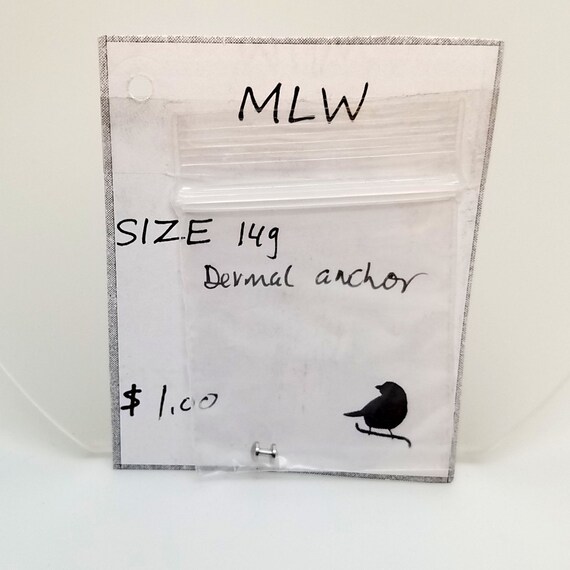 MLW
SIZE 14g
Dermal anchor
$ 1.00